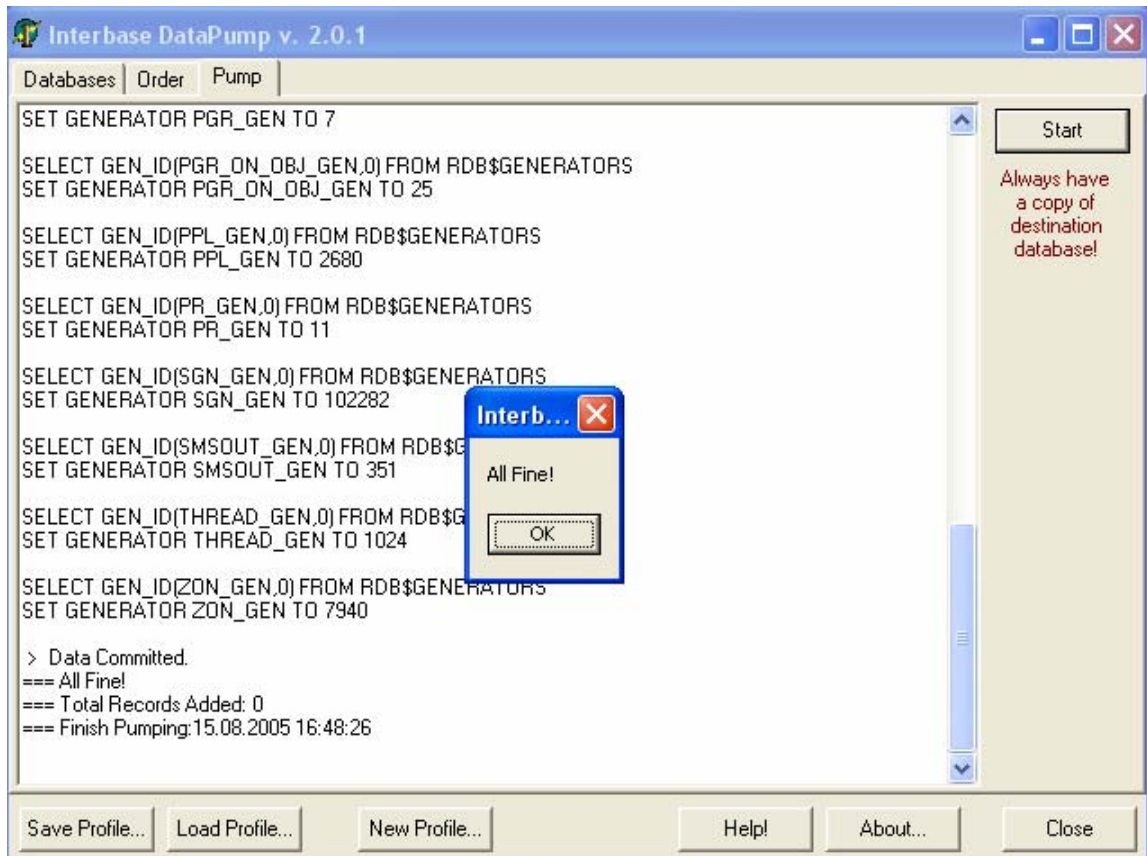 Interbase DataPump v. 2.0.1
Databases Order Pump
SET GENERATOR PGR_GEN TO 7
SELECT GEN_ID(PGR_ON_OBJ_GEN,0) FROM RDB$GENERATORS
SET GENERATOR PGR_ON_OBJ_GEN TO 25
SELECT GEN_ID(PPL_GEN,0) FROM RDB$GENERATORS
SET GENERATOR PPL_GEN TO 2680
SELECT GEN_ID(PR_GEN,0) FROM RDB$GENERATORS
SET GENERATOR PR_GEN TO 11
SELECT GEN_ID(SGN_GEN,0) FROM RDB$GENERATORS
SET GENERATOR SGN_GEN TO 102282
SELECT GEN_ID(SMSOUT_GEN,0) FROM RDB$G
SET GENERATOR SMSOUT_GEN TO 351
SELECT GEN_ID(THREAD_GEN,0) FROM RDB$G
SET GENERATOR THREAD_GEN TO 1024
SELECT GEN_ID(ZON_GEN,0) FROM RDB$GENERATORS
SET GENERATOR ZON_GEN TO 7940
> Data Committed.
=== All Fine!
=== Total Records Added: 0
=== Finish Pumping:15.08.2005 16:48:26
Interb...
All Fine!
OK
Start
Always have
a copy of
destination
database!
Save Profile... Load Profile... New Profile... Help! About... Close